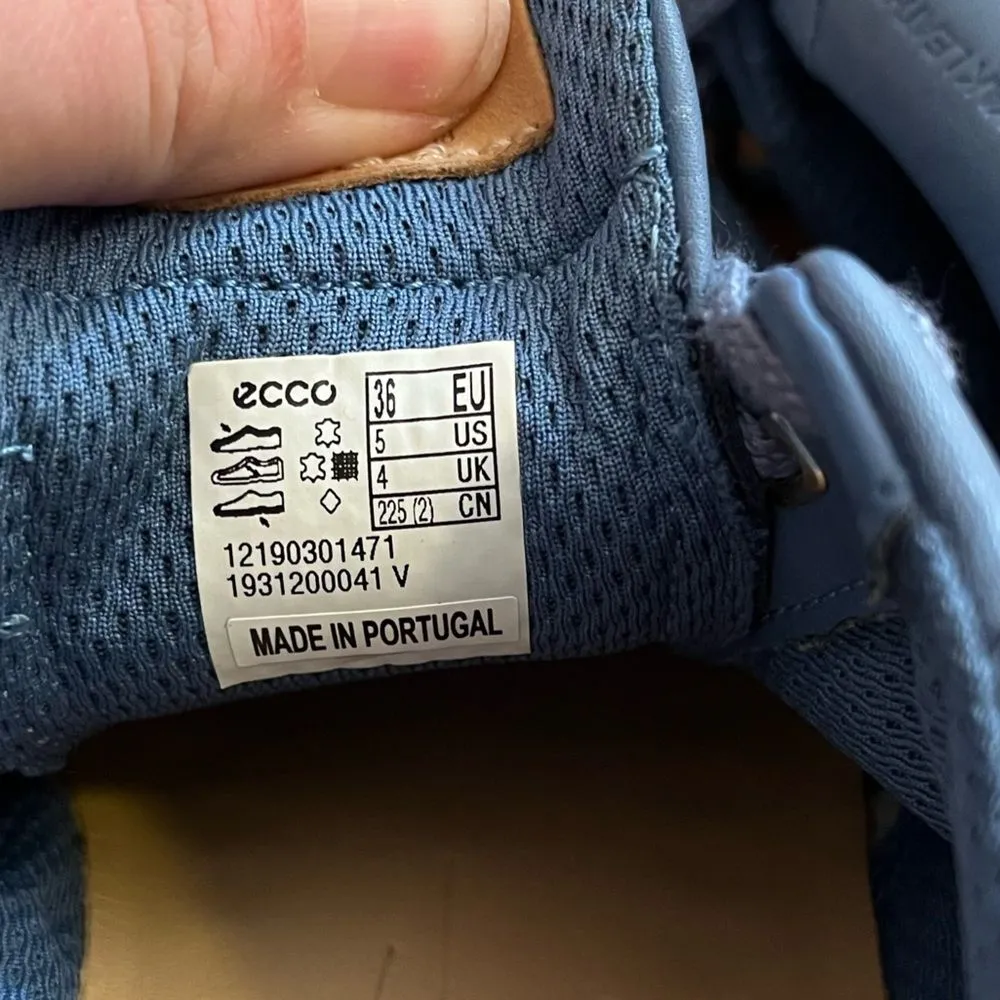 ecco
36 EU
5 US
4 UK
225 (2) CN
12190301471
1931200041 V
MADE IN PORTUGAL